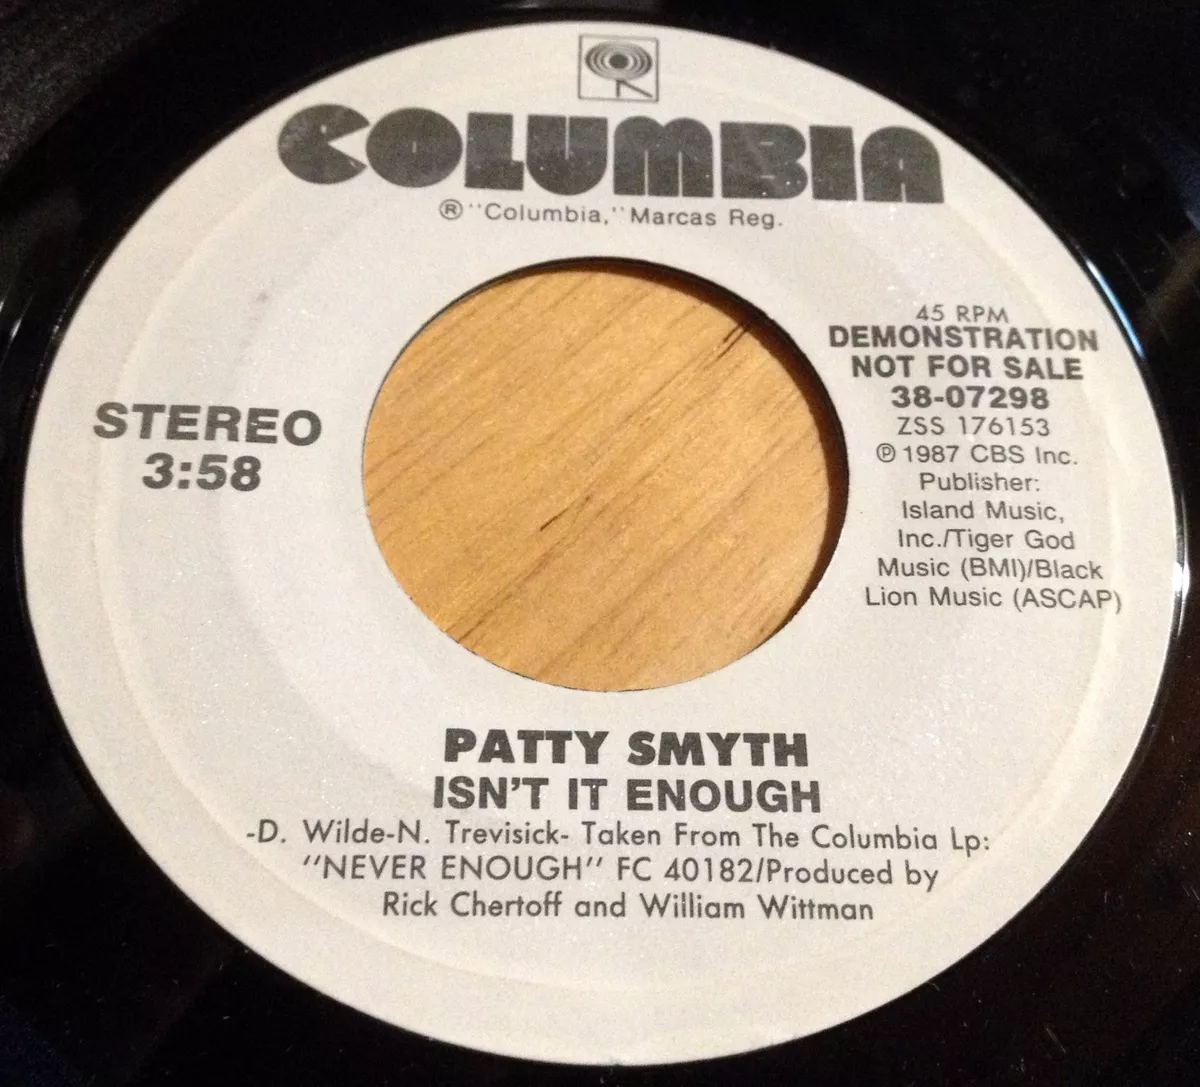 COLUMBIA
® "Columbia," Marcas Reg.
STEREO
3:58
45 RPM
DEMONSTRATION
NOT FOR SALE
38-07298
ZSS 176153
℗ 1987 CBS Inc.
Publisher:
Island Music,
Inc./Tiger God
Music (BMI)/Black
Lion Music (ASCAP)
PATTY SMYTH
ISN'T IT ENOUGH
-D. Wilde-N. Trevisick- Taken From The Columbia Lp:
"NEVER ENOUGH" FC 40182/Produced by
Rick Chertoff and William Wittman